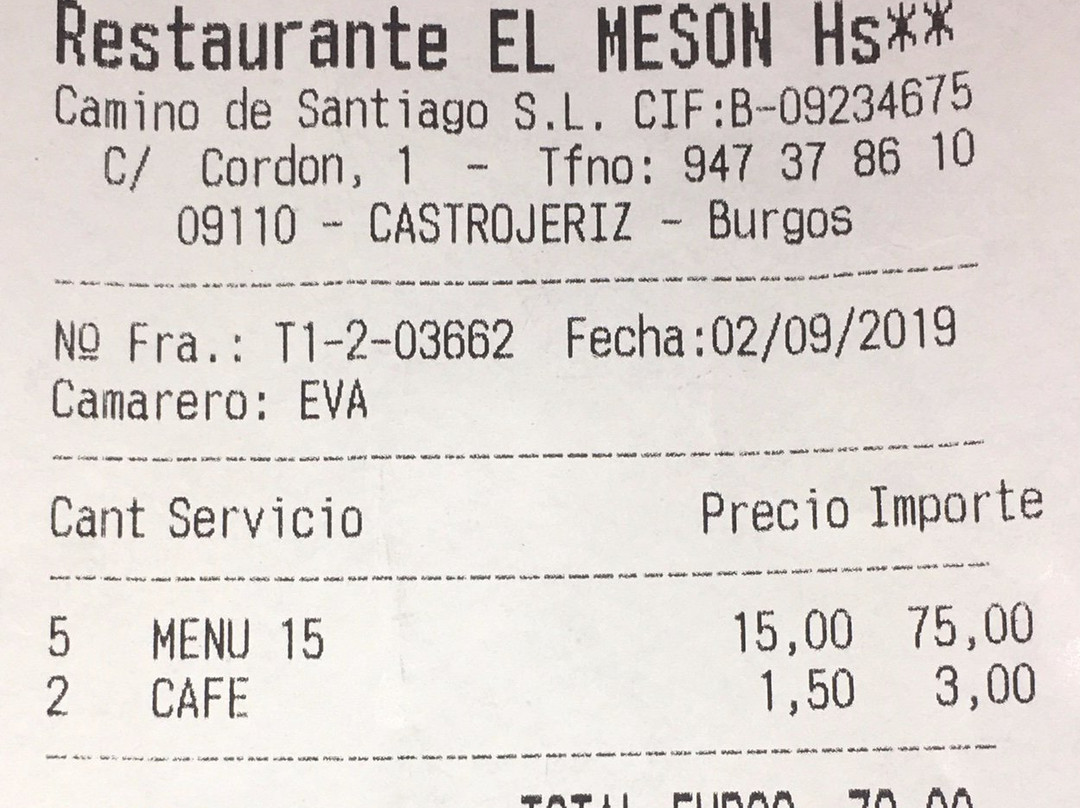 Restaurante EL MESON Hs**
Camino de Santiago S.L. CIF:B-09234675
C/ Cordon, 1 - Tfno: 947 37 86 10
09110 - CASTROJERIZ - Burgos
Nº Fra.: T1-2-03662 Fecha:02/09/2019
Camarero: EVA
Cant Servicio Precio Importe
5 MENU 15 15,00 75,00
2 CAFE 1,50 3,00
TOTAL EUROS